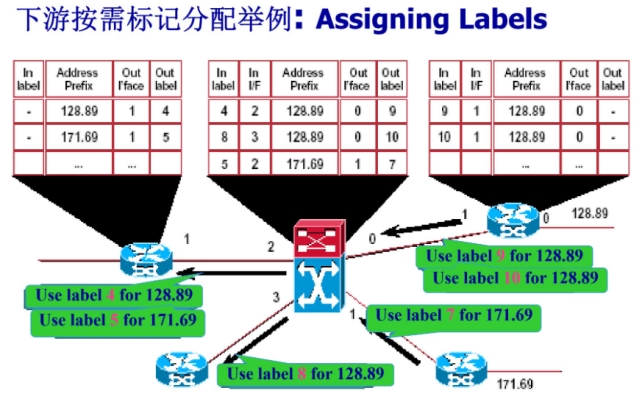 下游按需标记分配举例: Assigning Labels
In label Address Prefix Out I'face Out label
- 128.89 1 4
- 171.69 1 5
... ...
In label In I/F Address Prefix Out I'face Out label
4 2 128.89 0 9
8 3 128.89 0 10
5 2 171.69 1 7
In label In I/F Address Prefix Out I'face Out label
9 1 128.89 0 -
10 1 128.89 0 -
... ...
1
2
0
1
0
128.89
Use label 9 for 128.89
Use label 10 for 128.89
Use label 4 for 128.89
Use label 5 for 171.69
3
1
Use label 7 for 171.69
Use label 8 for 128.89
171.69